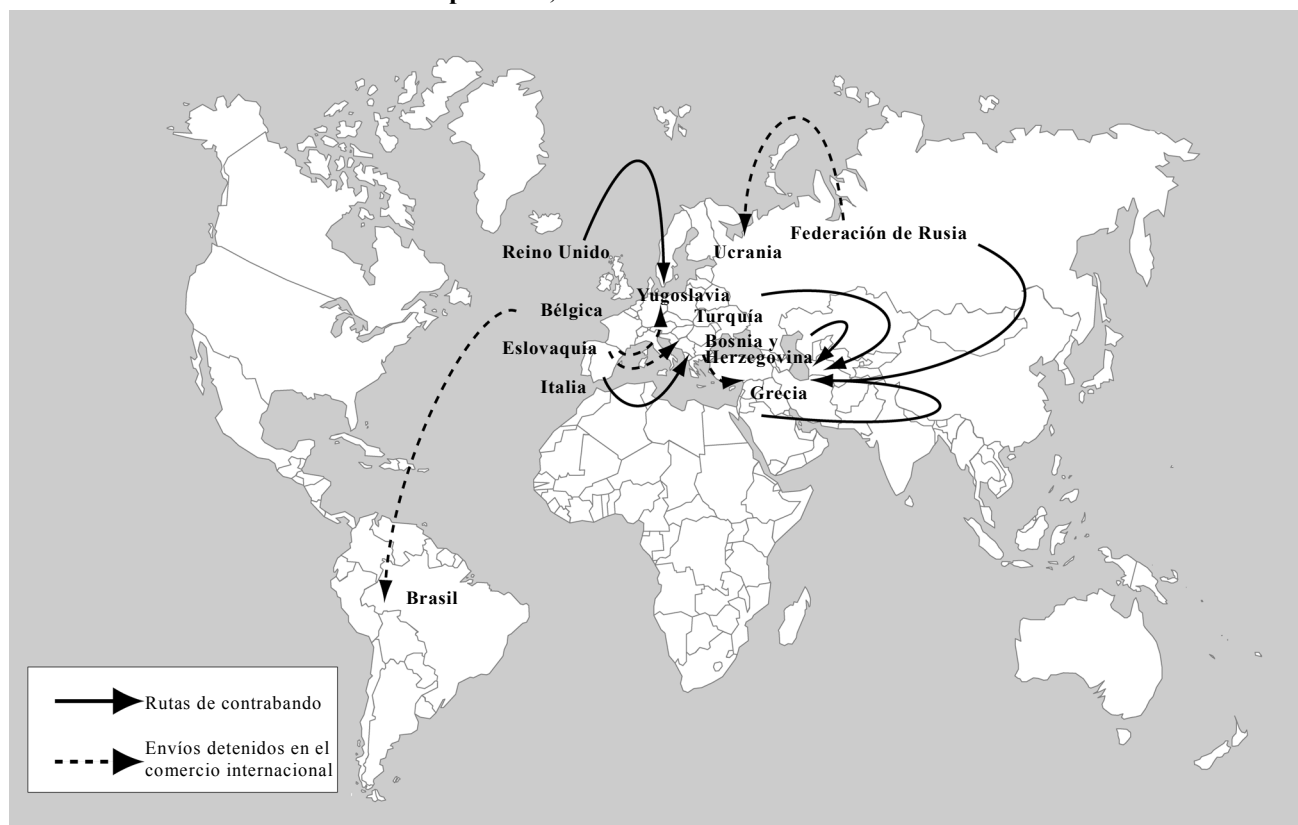 Reino Unido
Ucrania
Federación de Rusia
Bélgica
Yugoslavia
Turquía
Eslovaquia
Bosnia y
Herzegovina
Italia
Grecia
Brasil
Rutas de contrabando
Envíos detenidos en el
comercio internacional